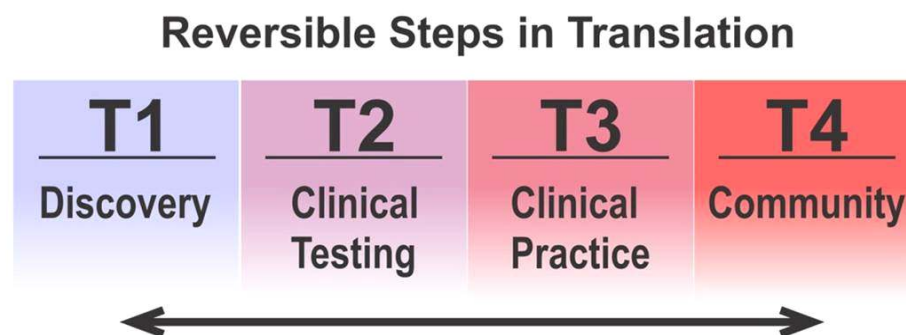 Reversible Steps in Translation
T1
Discovery
T2
Clinical
Testing
T3
Clinical
Practice
T4
Community